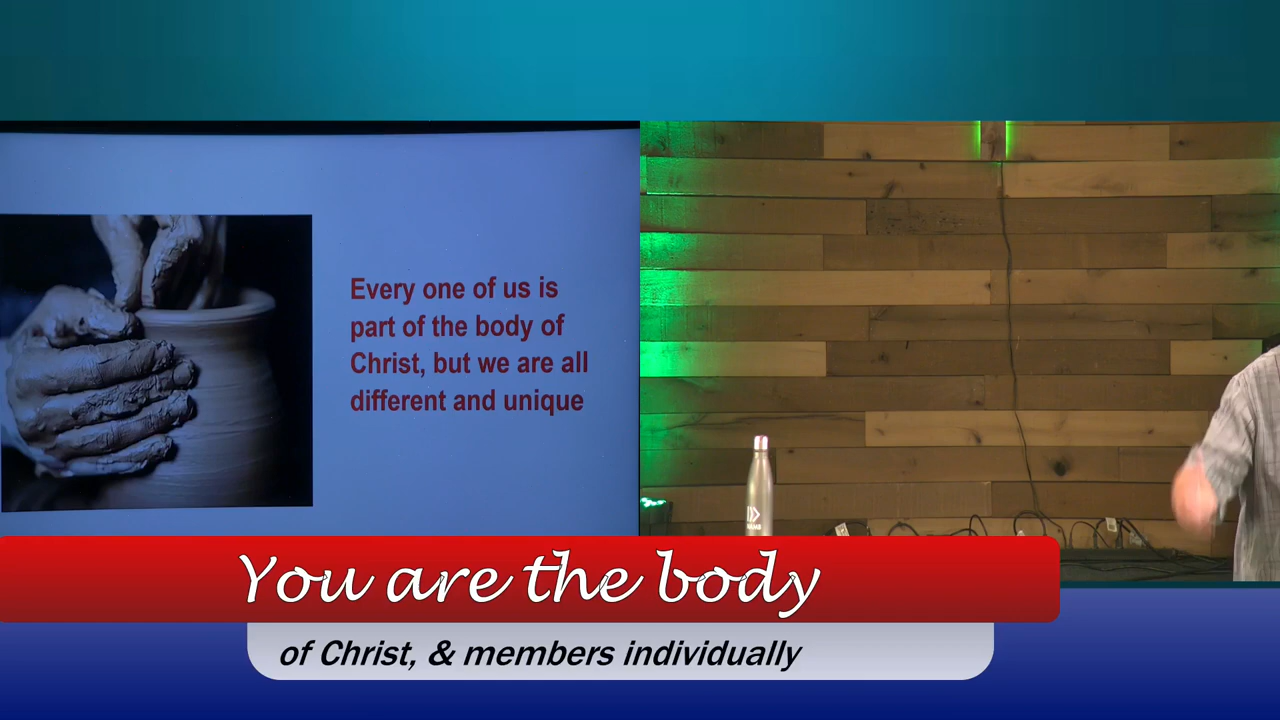 Every one of us is
part of the body of
Christ, but we are all
different and unique
You are the body
of Christ, & members individually